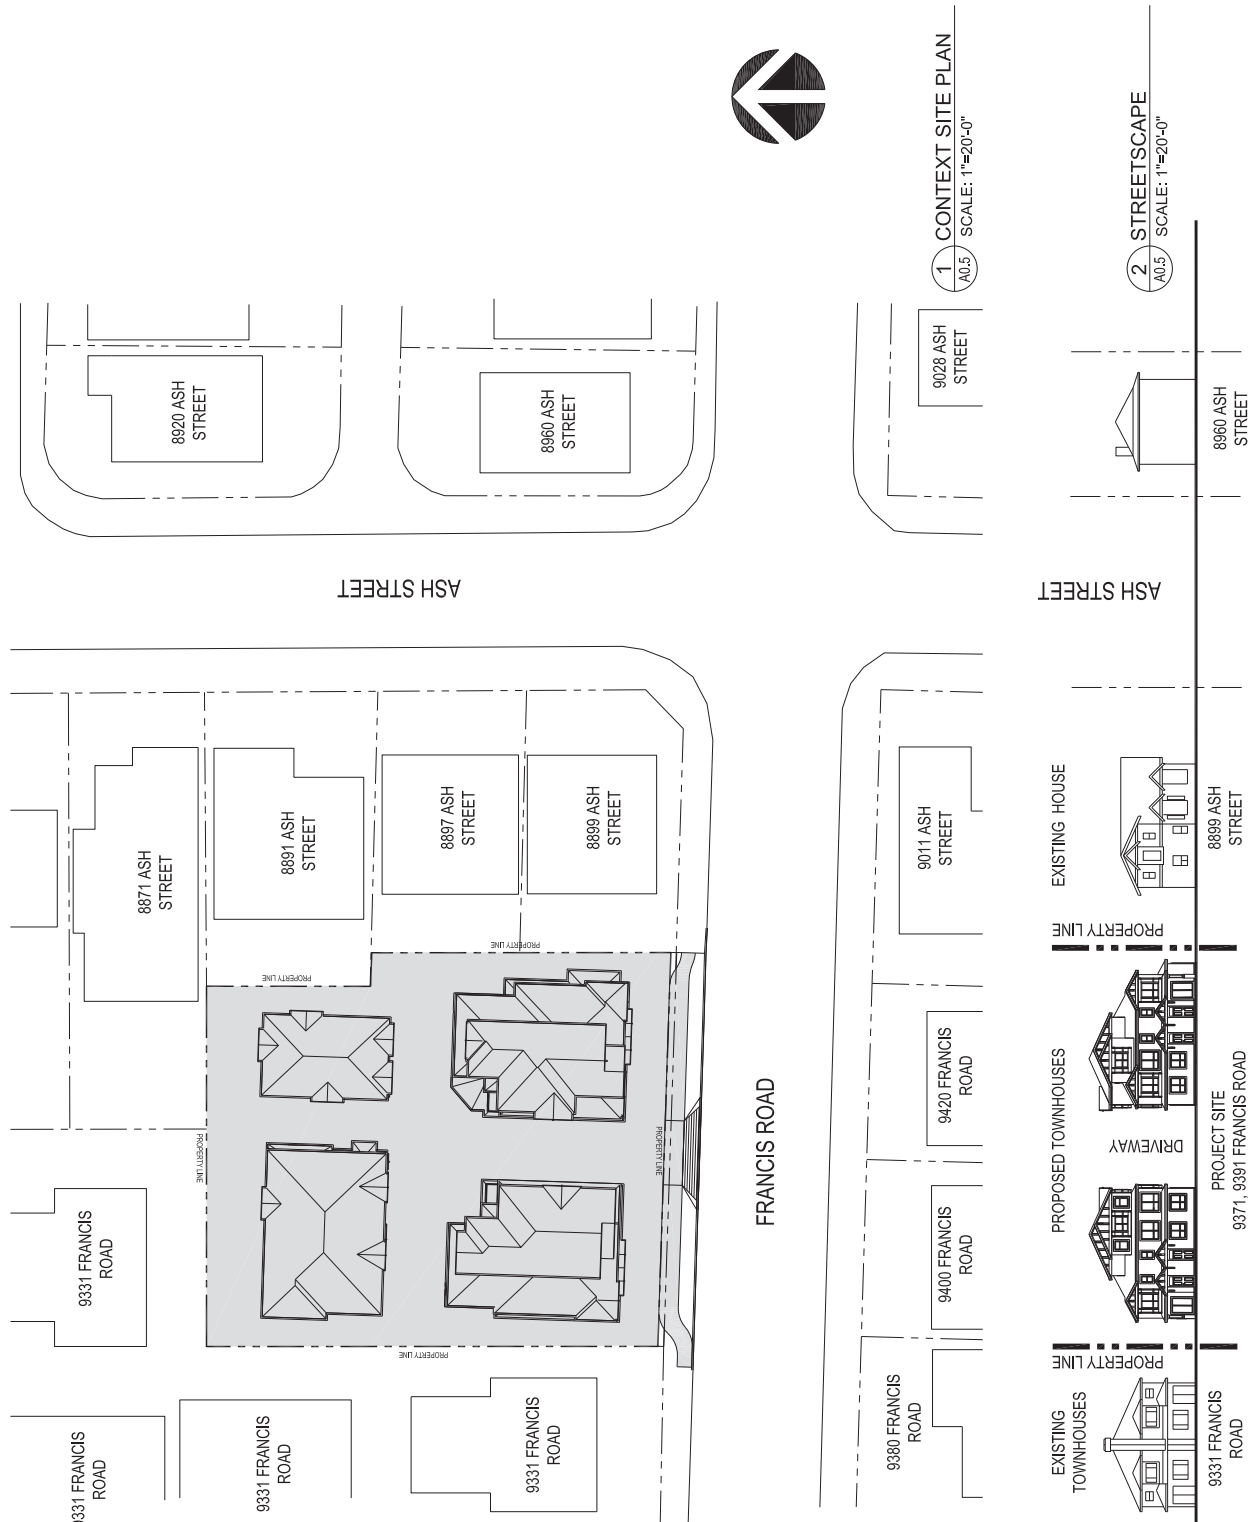 1
A0.5
CONTEXT SITE PLAN
SCALE: 1"=20'-0"
2
A0.5
STREETSCAPE
SCALE: 1"=20'-0"
8920 ASH
STREET
8960 ASH
STREET
9028 ASH
STREET
ASH STREET
8871 ASH
STREET
8891 ASH
STREET
8897 ASH
STREET
8899 ASH
STREET
9011 ASH
STREET
PROPERTY LINE
PROPERTY LINE
PROPERTY LINE
PROPERTY LINE
PROPERTY LINE
FRANCIS ROAD
9331 FRANCIS
ROAD
9331 FRANCIS
ROAD
9331 FRANCIS
ROAD
9331 FRANCIS
ROAD
9420 FRANCIS
ROAD
9400 FRANCIS
ROAD
9380 FRANCIS
ROAD
EXISTING
TOWNHOUSES
9331 FRANCIS
ROAD
PROPERTY LINE
PROPOSED TOWNHOUSES
DRIVEWAY
PROJECT SITE
9371, 9391 FRANCIS ROAD
PROPERTY LINE
EXISTING HOUSE
8899 ASH
STREET
ASH STREET
8960 ASH
STREET